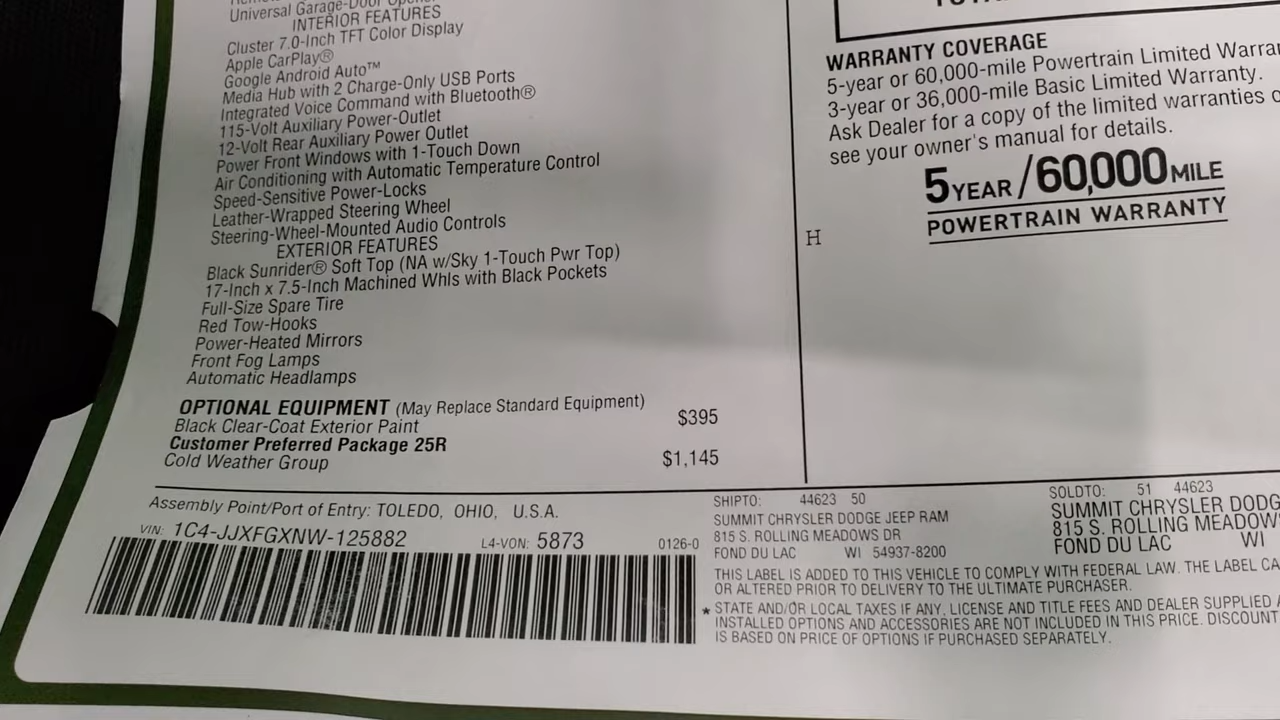 Universal Garage-Door Opener
INTERIOR FEATURES
Cluster 7.0-Inch TFT Color Display
Apple CarPlay®
Google Android Auto™
Media Hub with 2 Charge-Only USB Ports
Integrated Voice Command with Bluetooth®
115-Volt Auxiliary Power-Outlet
12-Volt Rear Auxiliary Power Outlet
Power Front Windows with 1-Touch Down
Air Conditioning with Automatic Temperature Control
Speed-Sensitive Power-Locks
Leather-Wrapped Steering Wheel
Steering-Wheel-Mounted Audio Controls
EXTERIOR FEATURES
Black Sunrider® Soft Top (NA w/Sky 1-Touch Pwr Top)
17-Inch x 7.5-Inch Machined Whls with Black Pockets
Full-Size Spare Tire
Red Tow-Hooks
Power-Heated Mirrors
Front Fog Lamps
Automatic Headlamps
OPTIONAL EQUIPMENT (May Replace Standard Equipment)
Black Clear-Coat Exterior Paint $395
Customer Preferred Package 25R
Cold Weather Group $1,145
WARRANTY COVERAGE
5-year or 60,000-mile Powertrain Limited Warra
3-year or 36,000-mile Basic Limited Warranty.
Ask Dealer for a copy of the limited warranties o
see your owner's manual for details.
5 YEAR/60,000 MILE
POWERTRAIN WARRANTY
H
Assembly Point/Port of Entry: TOLEDO, OHIO, U.S.A.
VIN: 1C4-JJXFGXNW-125882 L4-VON: 5873 0126-0
SHIPTO: 44623 50
SUMMIT CHRYSLER DODGE JEEP RAM
815 S. ROLLING MEADOWS DR
FOND DU LAC WI 54937-8200
SOLDTO: 51 44623
SUMMIT CHRYSLER DODG
815 S. ROLLING MEADOW
FOND DU LAC WI
THIS LABEL IS ADDED TO THIS VEHICLE TO COMPLY WITH FEDERAL LAW. THE LABEL CA
OR ALTERED PRIOR TO DELIVERY TO THE ULTIMATE PURCHASER.
* STATE AND/OR LOCAL TAXES IF ANY, LICENSE AND TITLE FEES AND DEALER SUPPLIED A
INSTALLED OPTIONS AND ACCESSORIES ARE NOT INCLUDED IN THIS PRICE. DISCOUNT
IS BASED ON PRICE OF OPTIONS IF PURCHASED SEPARATELY.